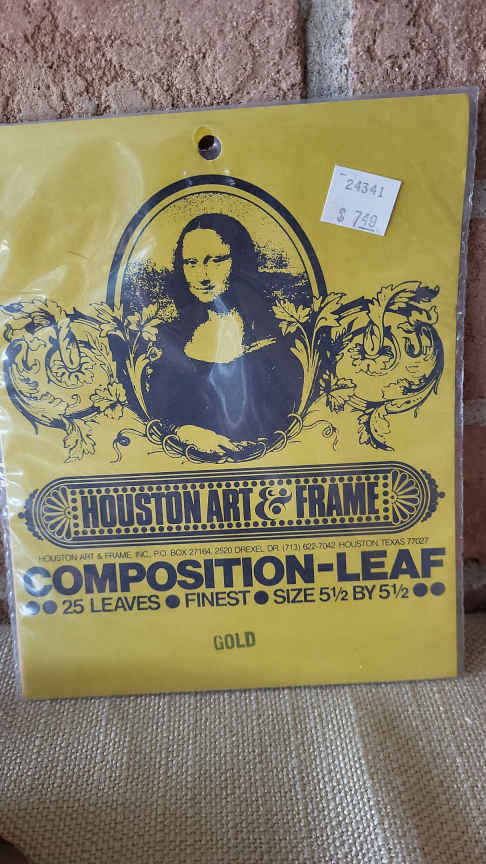 24341
$ 7.49
HOUSTON ART & FRAME
HOUSTON ART & FRAME, INC., P.O. BOX 27164, 2520 DREXEL DR. (713) 622-7042 HOUSTON, TEXAS 77027
COMPOSITION-LEAF
●● 25 LEAVES ● FINEST ● SIZE 5½ BY 5½ ●●
GOLD